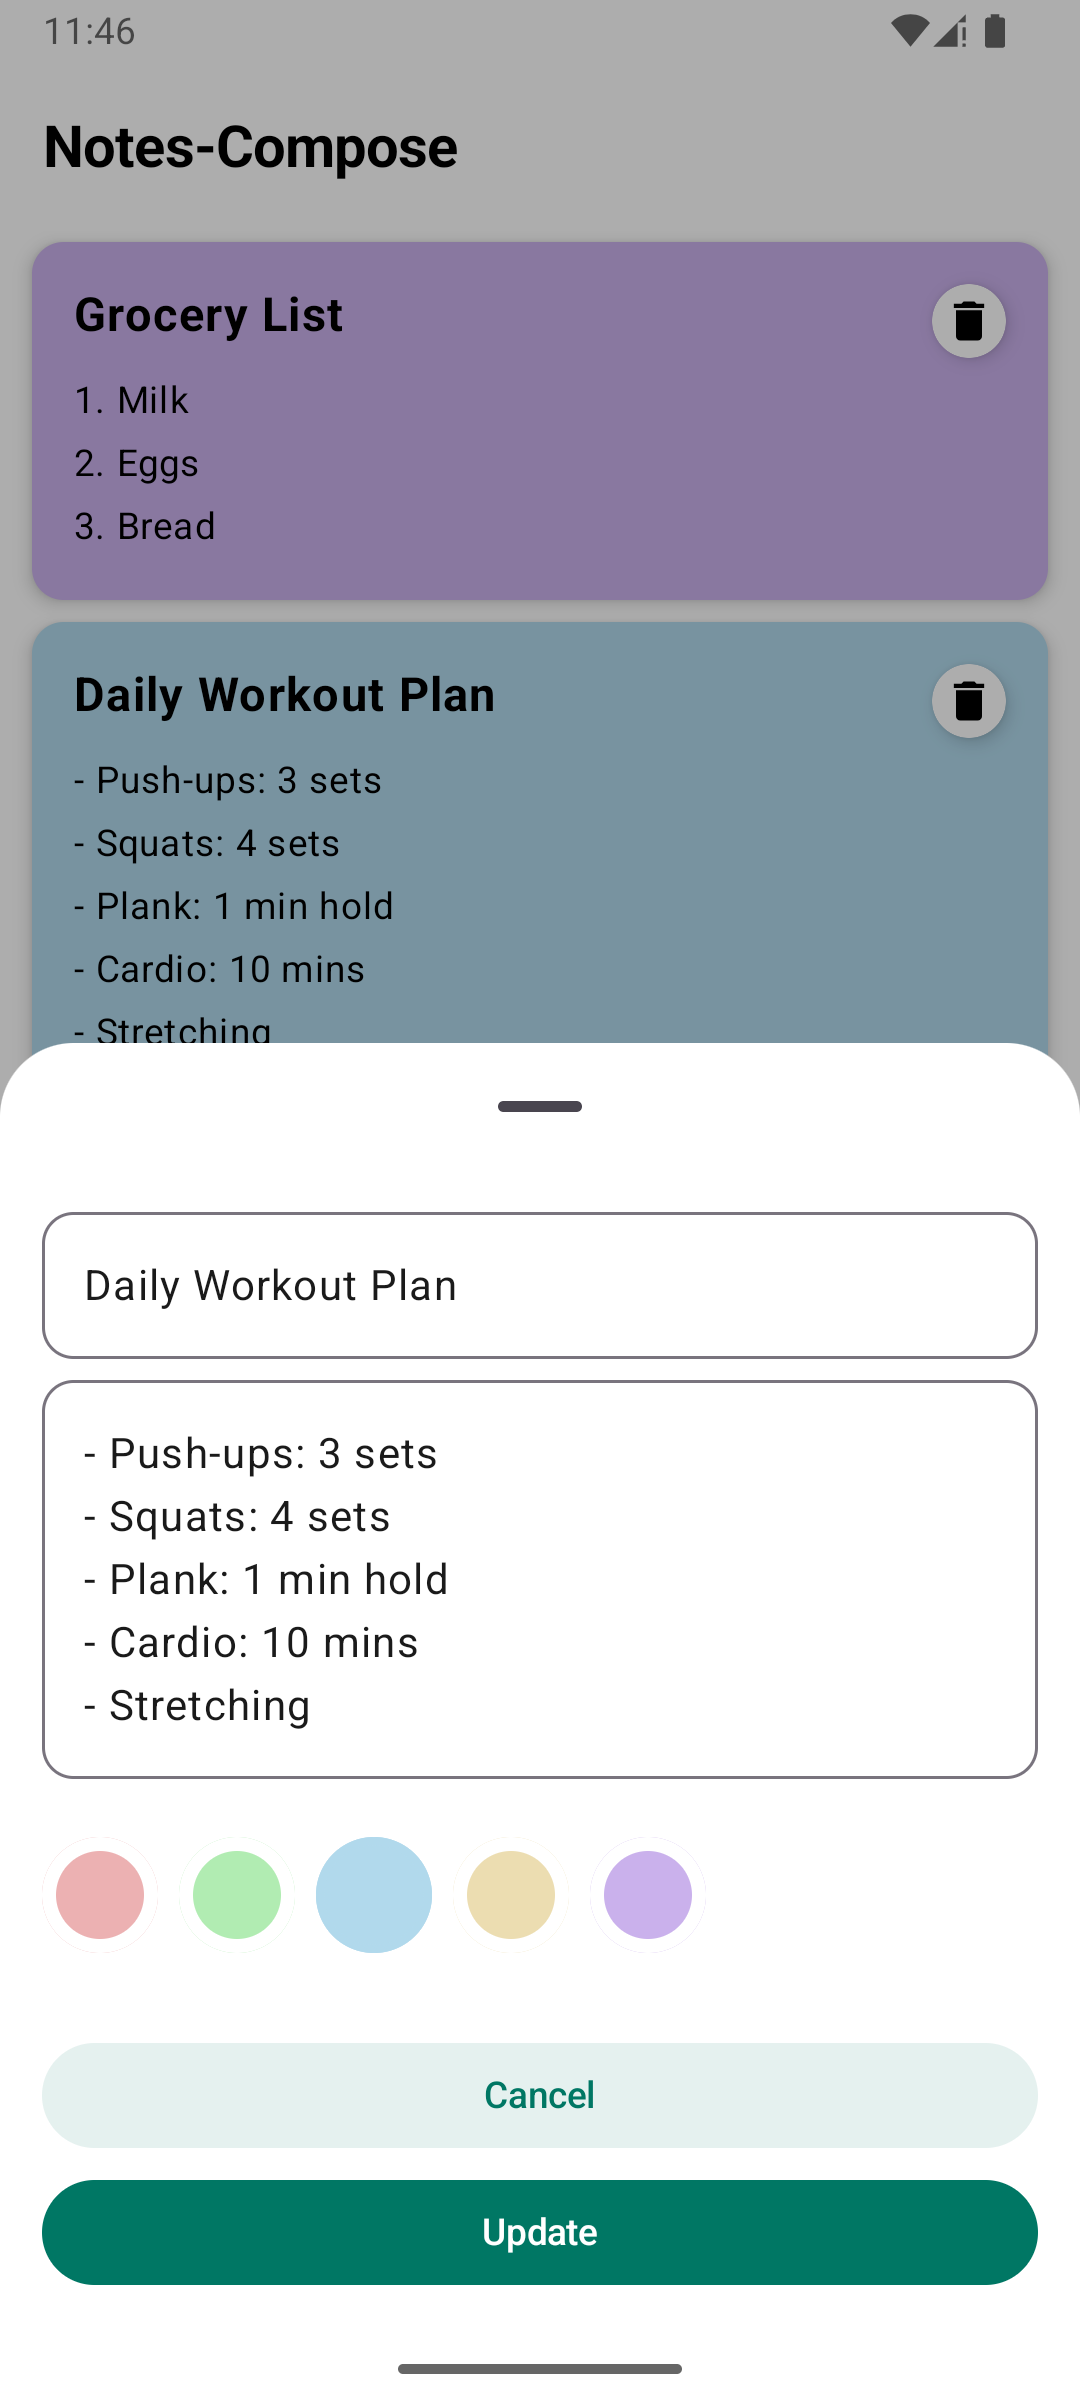 11:46
Notes-Compose
Grocery List
1. Milk
2. Eggs
3. Bread
Daily Workout Plan
- Push-ups: 3 sets
- Squats: 4 sets
- Plank: 1 min hold
- Cardio: 10 mins
- Stretching
Daily Workout Plan
- Push-ups: 3 sets
- Squats: 4 sets
- Plank: 1 min hold
- Cardio: 10 mins
- Stretching
Cancel
Update